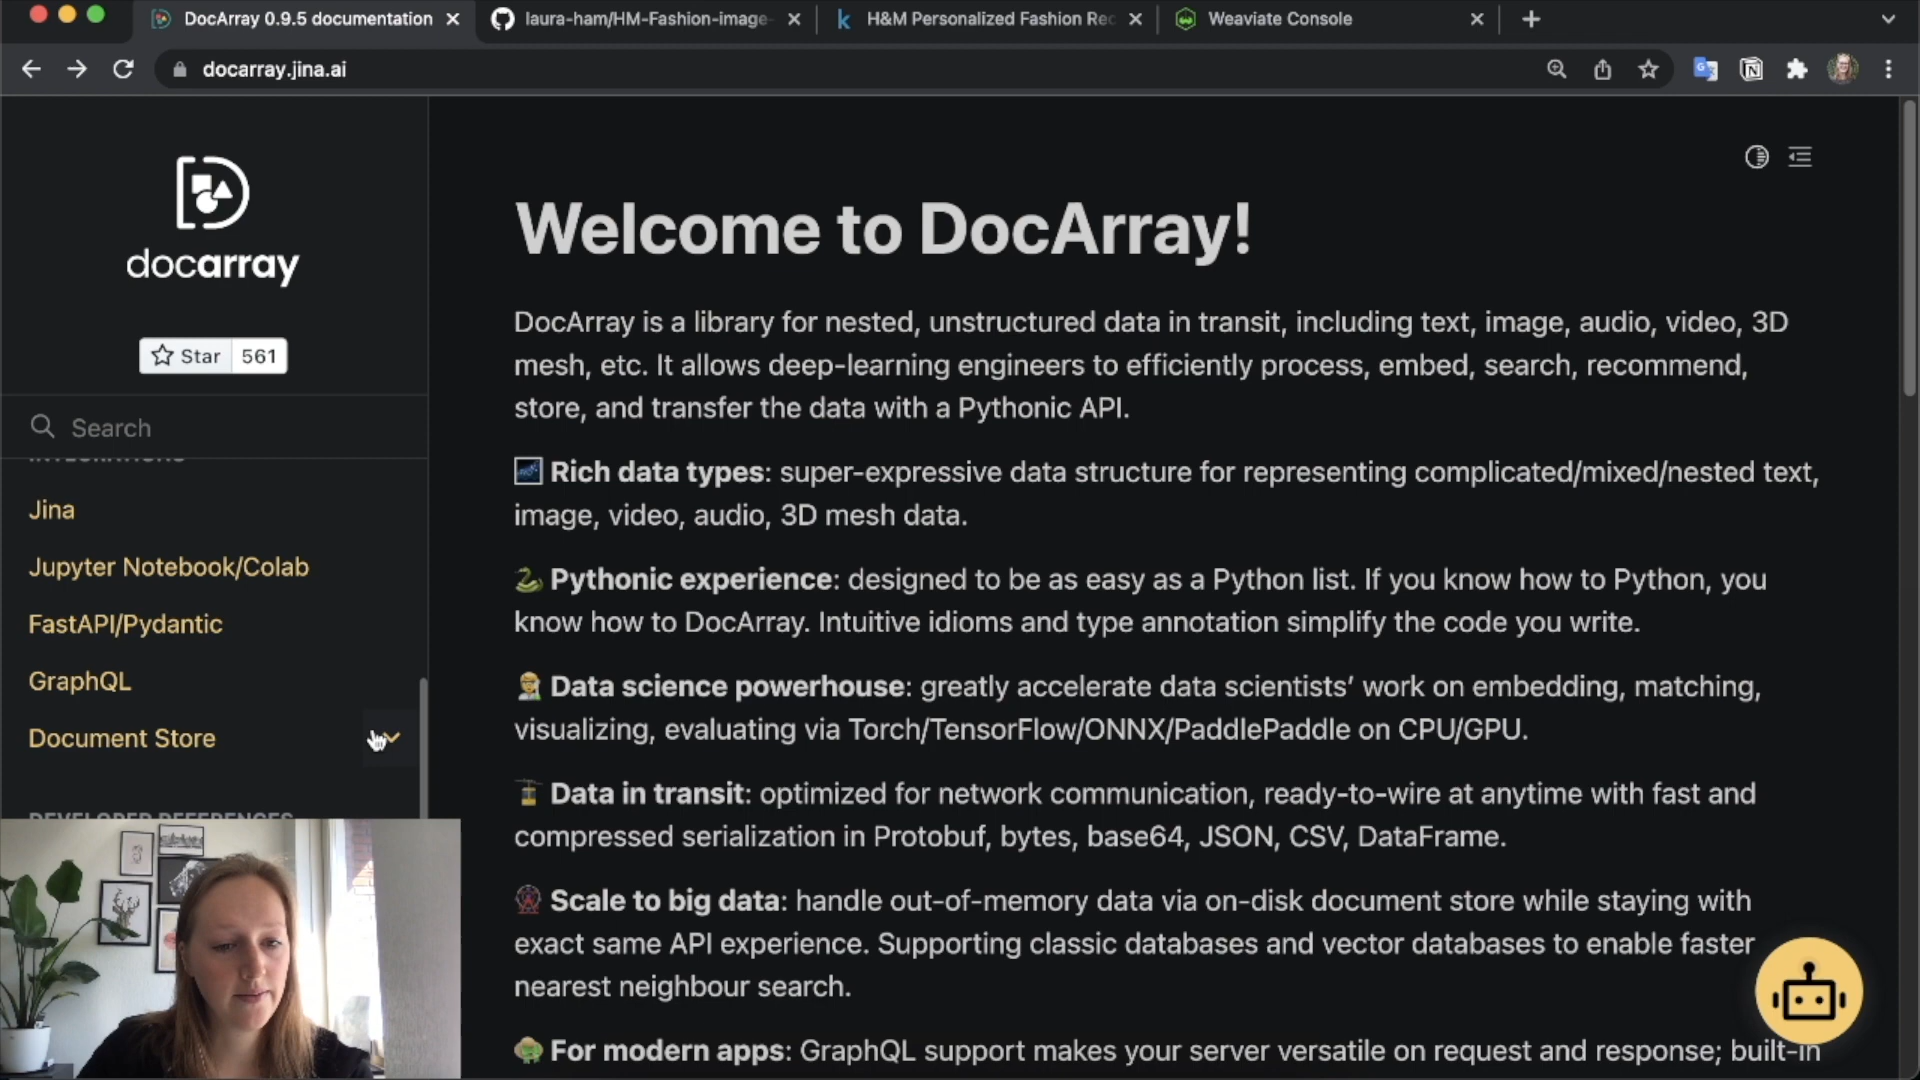 DocArray 0.9.5 documentation
laura-ham/HM-Fashion-image-
H&M Personalized Fashion Rec
Weaviate Console
docarray.jina.ai
docarray
Star 561
Search
INTEGRATIONS
Jina
Jupyter Notebook/Colab
FastAPI/Pydantic
GraphQL
Document Store
DEVELOPER REFERENCES
Welcome to DocArray!
DocArray is a library for nested, unstructured data in transit, including text, image, audio, video, 3D
mesh, etc. It allows deep-learning engineers to efficiently process, embed, search, recommend,
store, and transfer the data with a Pythonic API.
Rich data types: super-expressive data structure for representing complicated/mixed/nested text,
image, video, audio, 3D mesh data.
Pythonic experience: designed to be as easy as a Python list. If you know how to Python, you
know how to DocArray. Intuitive idioms and type annotation simplify the code you write.
Data science powerhouse: greatly accelerate data scientists’ work on embedding, matching,
visualizing, evaluating via Torch/TensorFlow/ONNX/PaddlePaddle on CPU/GPU.
Data in transit: optimized for network communication, ready-to-wire at anytime with fast and
compressed serialization in Protobuf, bytes, base64, JSON, CSV, DataFrame.
Scale to big data: handle out-of-memory data via on-disk document store while staying with
exact same API experience. Supporting classic databases and vector databases to enable faster
nearest neighbour search.
For modern apps: GraphQL support makes your server versatile on request and response; built-in